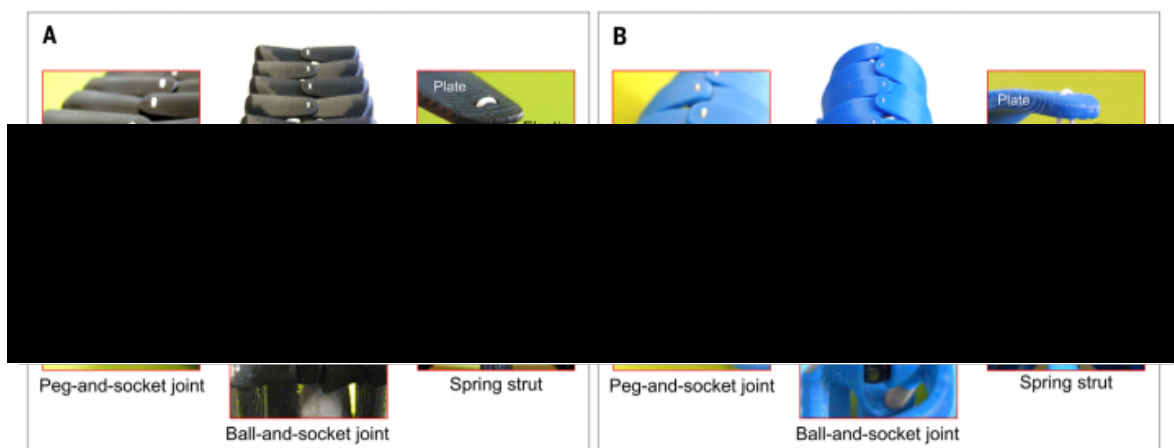 A
Plate
Peg-and-socket joint
Spring strut
Ball-and-socket joint
B
Plate
Peg-and-socket joint
Spring strut
Ball-and-socket joint